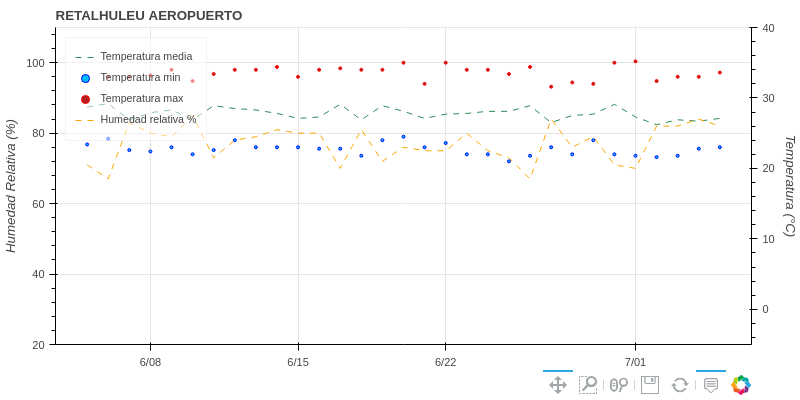 RETALHULEU AEROPUERTO
Temperatura media
Temperatura min
Temperatura max
Humedad relativa %
Humedad Relativa (%)
100
80
60
40
20
Temperatura (°C)
40
30
20
10
0
6/08
6/15
6/22
7/01